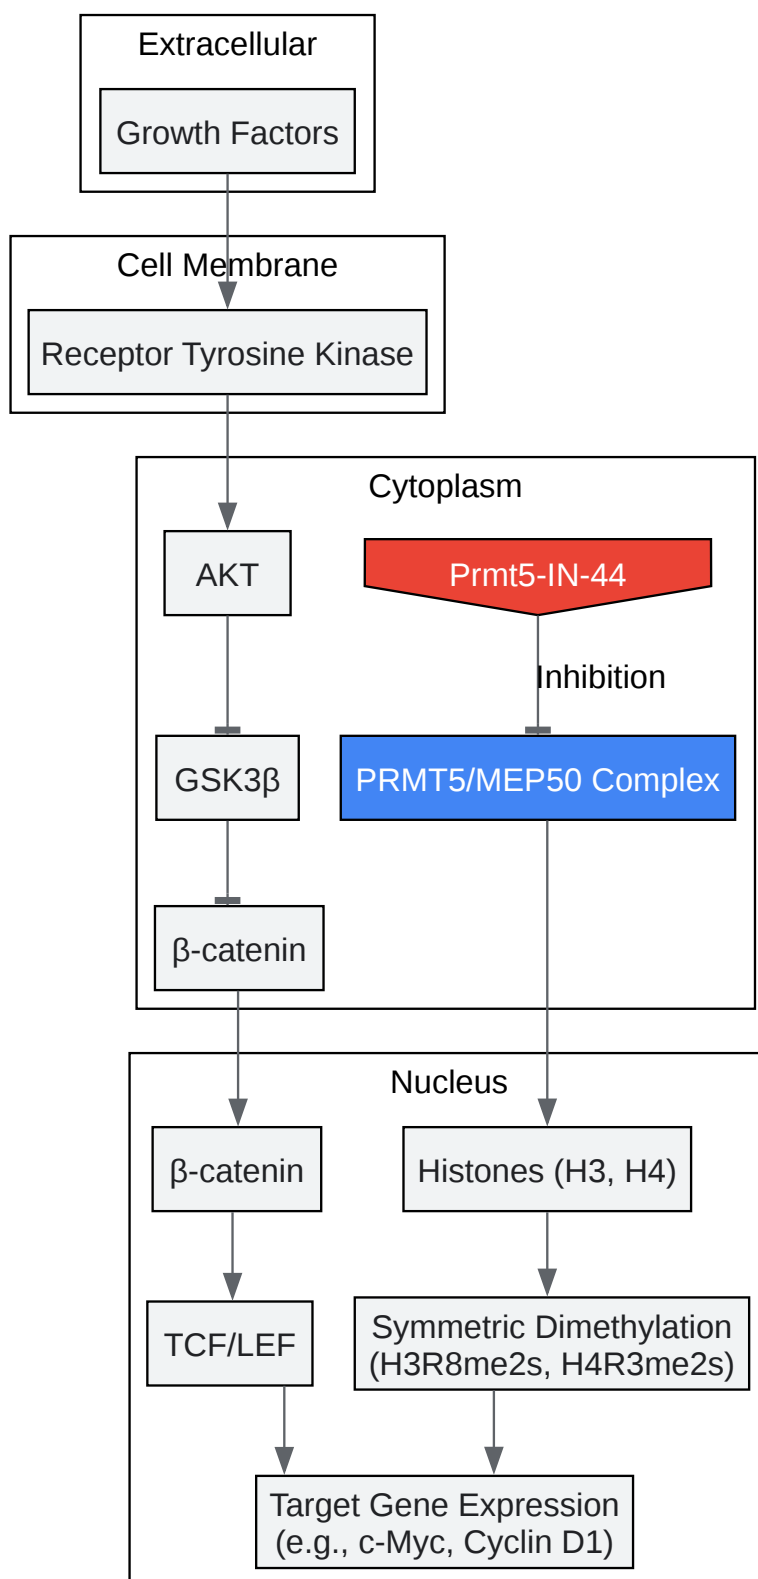 Extracellular
Growth Factors
Cell Membrane
Receptor Tyrosine Kinase
Cytoplasm
AKT
Prmt5-IN-44
Inhibition
GSK3β
PRMT5/MEP50 Complex
β-catenin
Nucleus
β-catenin
Histones (H3, H4)
TCF/LEF
Symmetric Dimethylation
(H3R8me2s, H4R3me2s)
Target Gene Expression
(e.g., c-Myc, Cyclin D1)